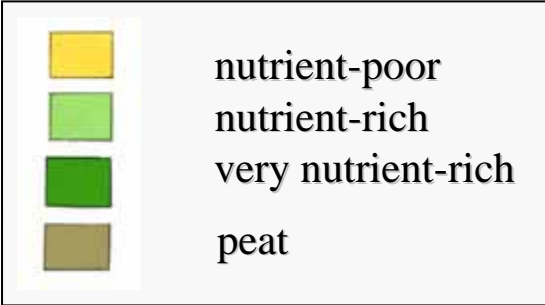 nutrient-poor
nutrient-rich
very nutrient-rich
peat